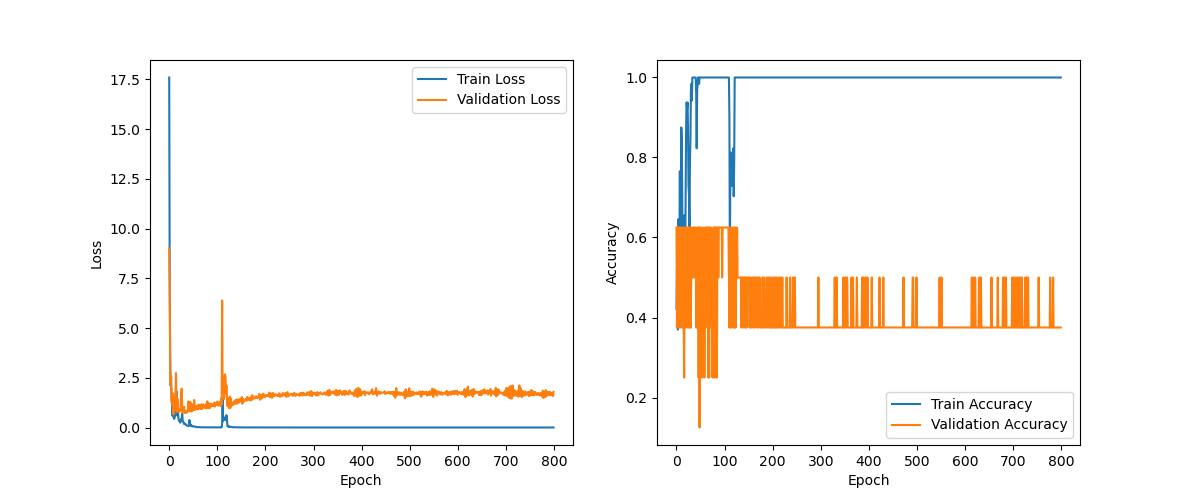 17.5
15.0
12.5
10.0
7.5
5.0
2.5
0.0
Loss
0 100 200 300 400 500 600 700 800
Epoch
Train Loss
Validation Loss
1.0
0.8
0.6
0.4
0.2
Accuracy
0 100 200 300 400 500 600 700 800
Epoch
Train Accuracy
Validation Accuracy